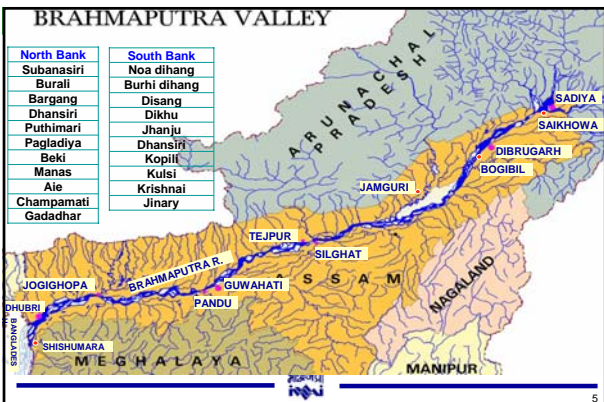 BRAHMAPUTRA VALLEY
North Bank
Subanasiri
Burali
Bargang
Dhansiri
Puthimari
Pagladiya
Beki
Manas
Aie
Champamati
Gadadhar
South Bank
Noa dihang
Burhi dihang
Disang
Dikhu
Jhanju
Dhansiri
Kopili
Kulsi
Krishnai
Jinary
ARUNACHAL
PRADESH
SADIYA
SAIKHOWA
DIBRUGARH
BOGIBIL
JAMGURI
TEJPUR
SILGHAT
BRAHMAPUTRA R.
ASSAM
NAGALAND
JOGIGHOPA
GUWAHATI
PANDU
DHUBRI
BANGLADES
SHISHUMARA
MEGHALAYA
MANIPUR
5